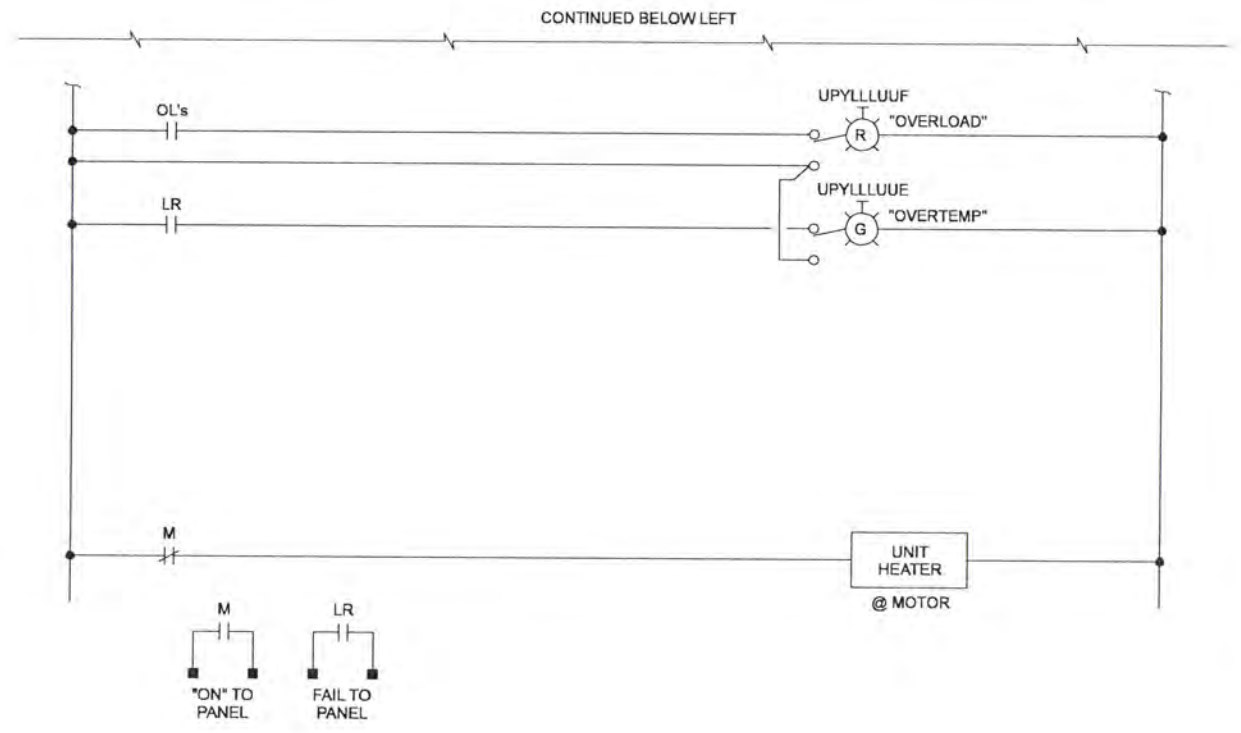 CONTINUED BELOW LEFT
OL's
UPYLLLUUF
R
"OVERLOAD"
LR
UPYLLLUUE
G
"OVERTEMP"
M
UNIT
HEATER
@ MOTOR
M
"ON" TO
PANEL
LR
FAIL TO
PANEL